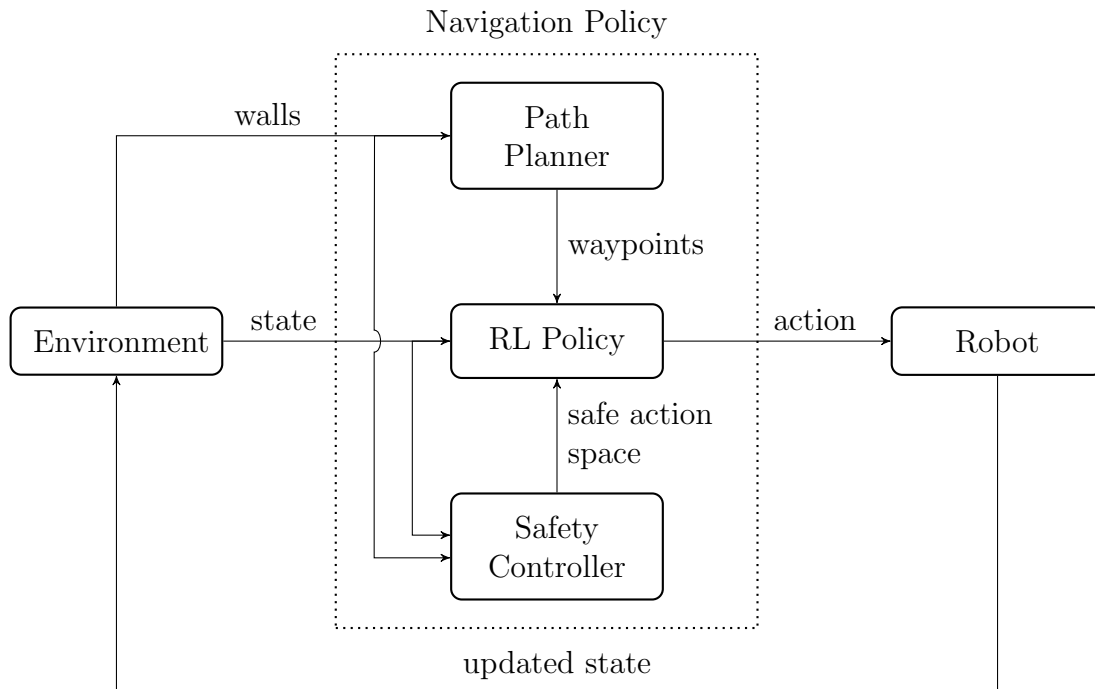 Navigation Policy
walls
Path
Planner
waypoints
Environment
state
RL Policy
action
Robot
safe action
space
Safety
Controller
updated state